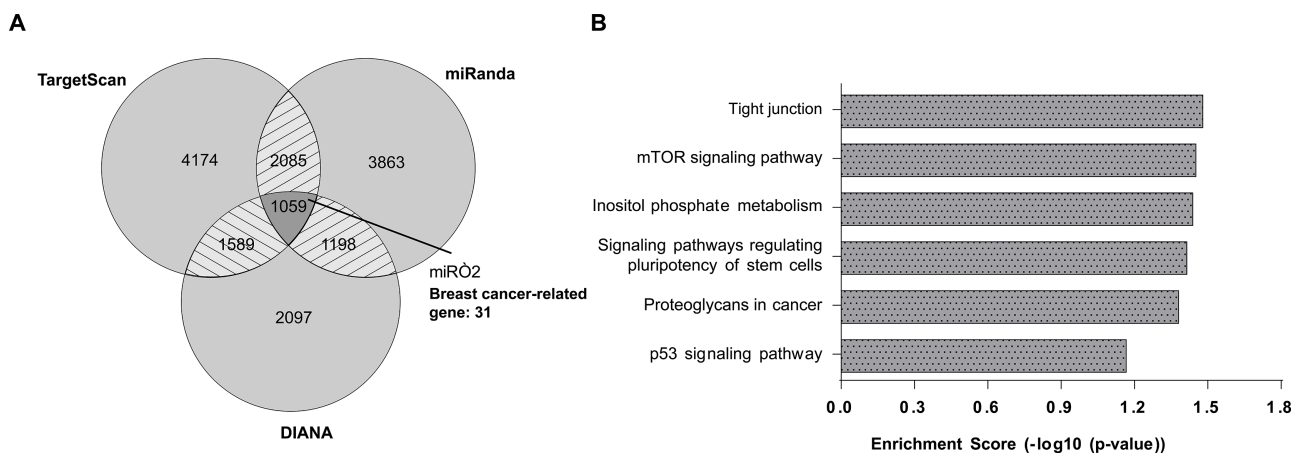 A
TargetScan
miRanda
4174
2085
3863
1059
1589
1198
miRÒ2
Breast cancer-related
gene: 31
2097
DIANA
B
Tight junction
mTOR signaling pathway
Inositol phosphate metabolism
Signaling pathways regulating
pluripotency of stem cells
Proteoglycans in cancer
p53 signaling pathway
0.0 0.3 0.6 0.9 1.2 1.5 1.8
Enrichment Score (-log10 (p-value))